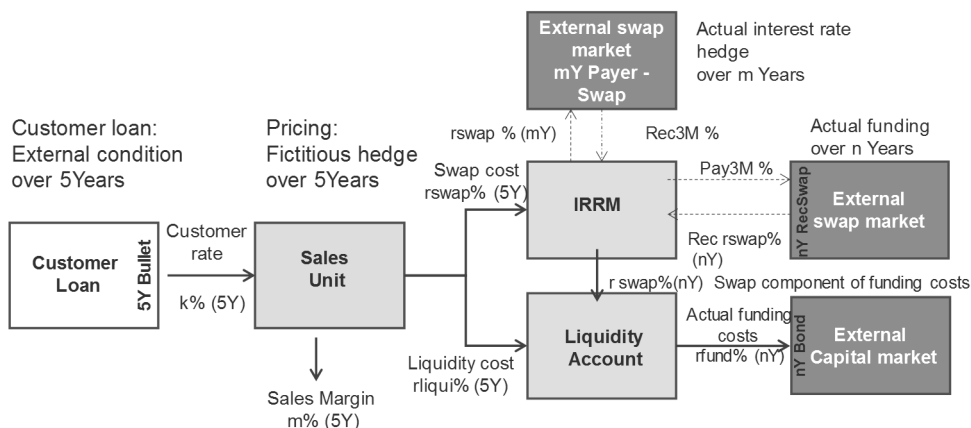 External swap
market
mY Payer -
Swap
Actual interest rate
hedge
over m Years
Customer loan:
External condition
over 5Years
Pricing:
Fictitious hedge
over 5Years
rswap % (mY)
Rec3M %
Actual funding
over n Years
Swap cost
rswap% (5Y)
IRRM
Pay3M %
Rec rswap%
(nY)
nY RecSwap
External
swap market
Customer
Loan
5Y Bullet
Customer
rate
k% (5Y)
Sales
Unit
r swap%(nY) Swap component of funding costs
Liquidity cost
rliqui% (5Y)
Liquidity
Account
Actual funding
costs
rfund% (nY)
nY Bond
External
Capital market
Sales Margin
m% (5Y)